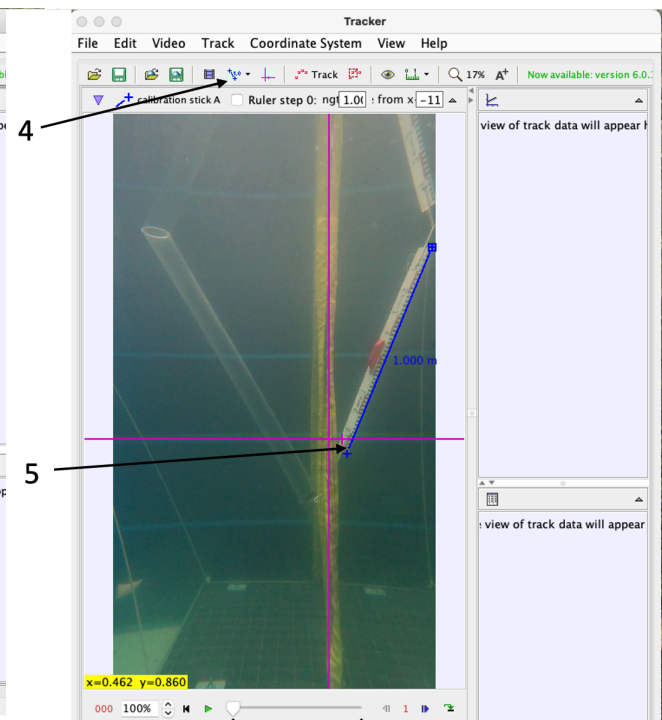 Tracker
File Edit Video Track Coordinate System View Help
Track 17% A+ Now available: version 6.0.
calibration stick A Ruler step 0: ngt 1.0( : from x- -11
4
view of track data will appear
1.000 m
5
view of track data will appear
x=0.462 y=0.860
000 100% 1